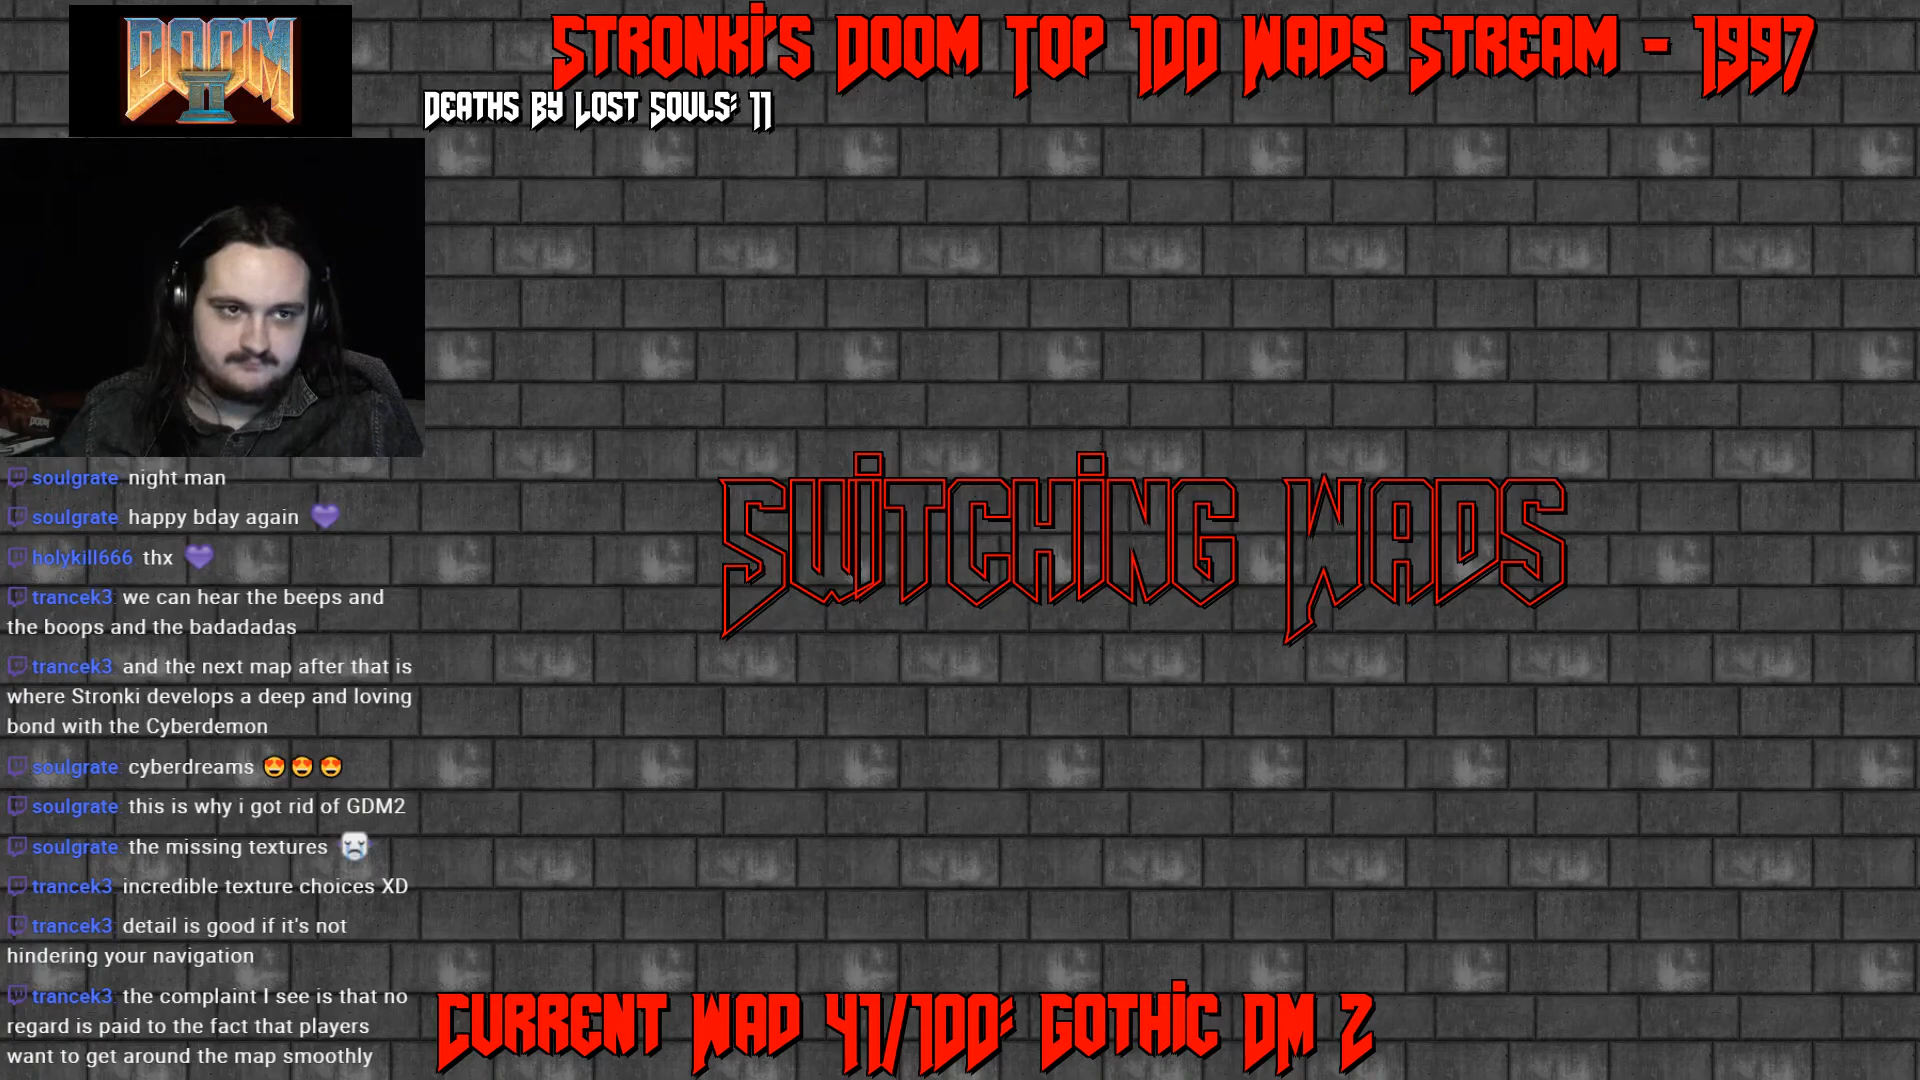 DOOM
II
STRONKI'S DOOM TOP 100 WADS STREAM - 1997
DEATHS BY LOST SOULS: 11
DOOM
soulgrate night man
soulgrate happy bday again
holykill666 thx
trancek3 we can hear the beeps and
the boops and the badadadas
trancek3 and the next map after that is
where Stronki develops a deep and loving
bond with the Cyberdemon
soulgrate cyberdreams
soulgrate this is why i got rid of GDM2
soulgrate the missing textures
trancek3 incredible texture choices XD
trancek3 detail is good if it's not
hindering your navigation
trancek3 the complaint I see is that no
regard is paid to the fact that players
want to get around the map smoothly
SWITCHING WADS
CURRENT WAD 41/100: GOTHIC DM 2